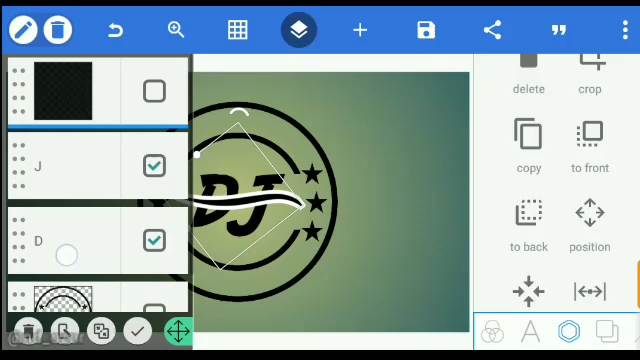 J
D
DJ
delete
crop
copy
to front
to back
position